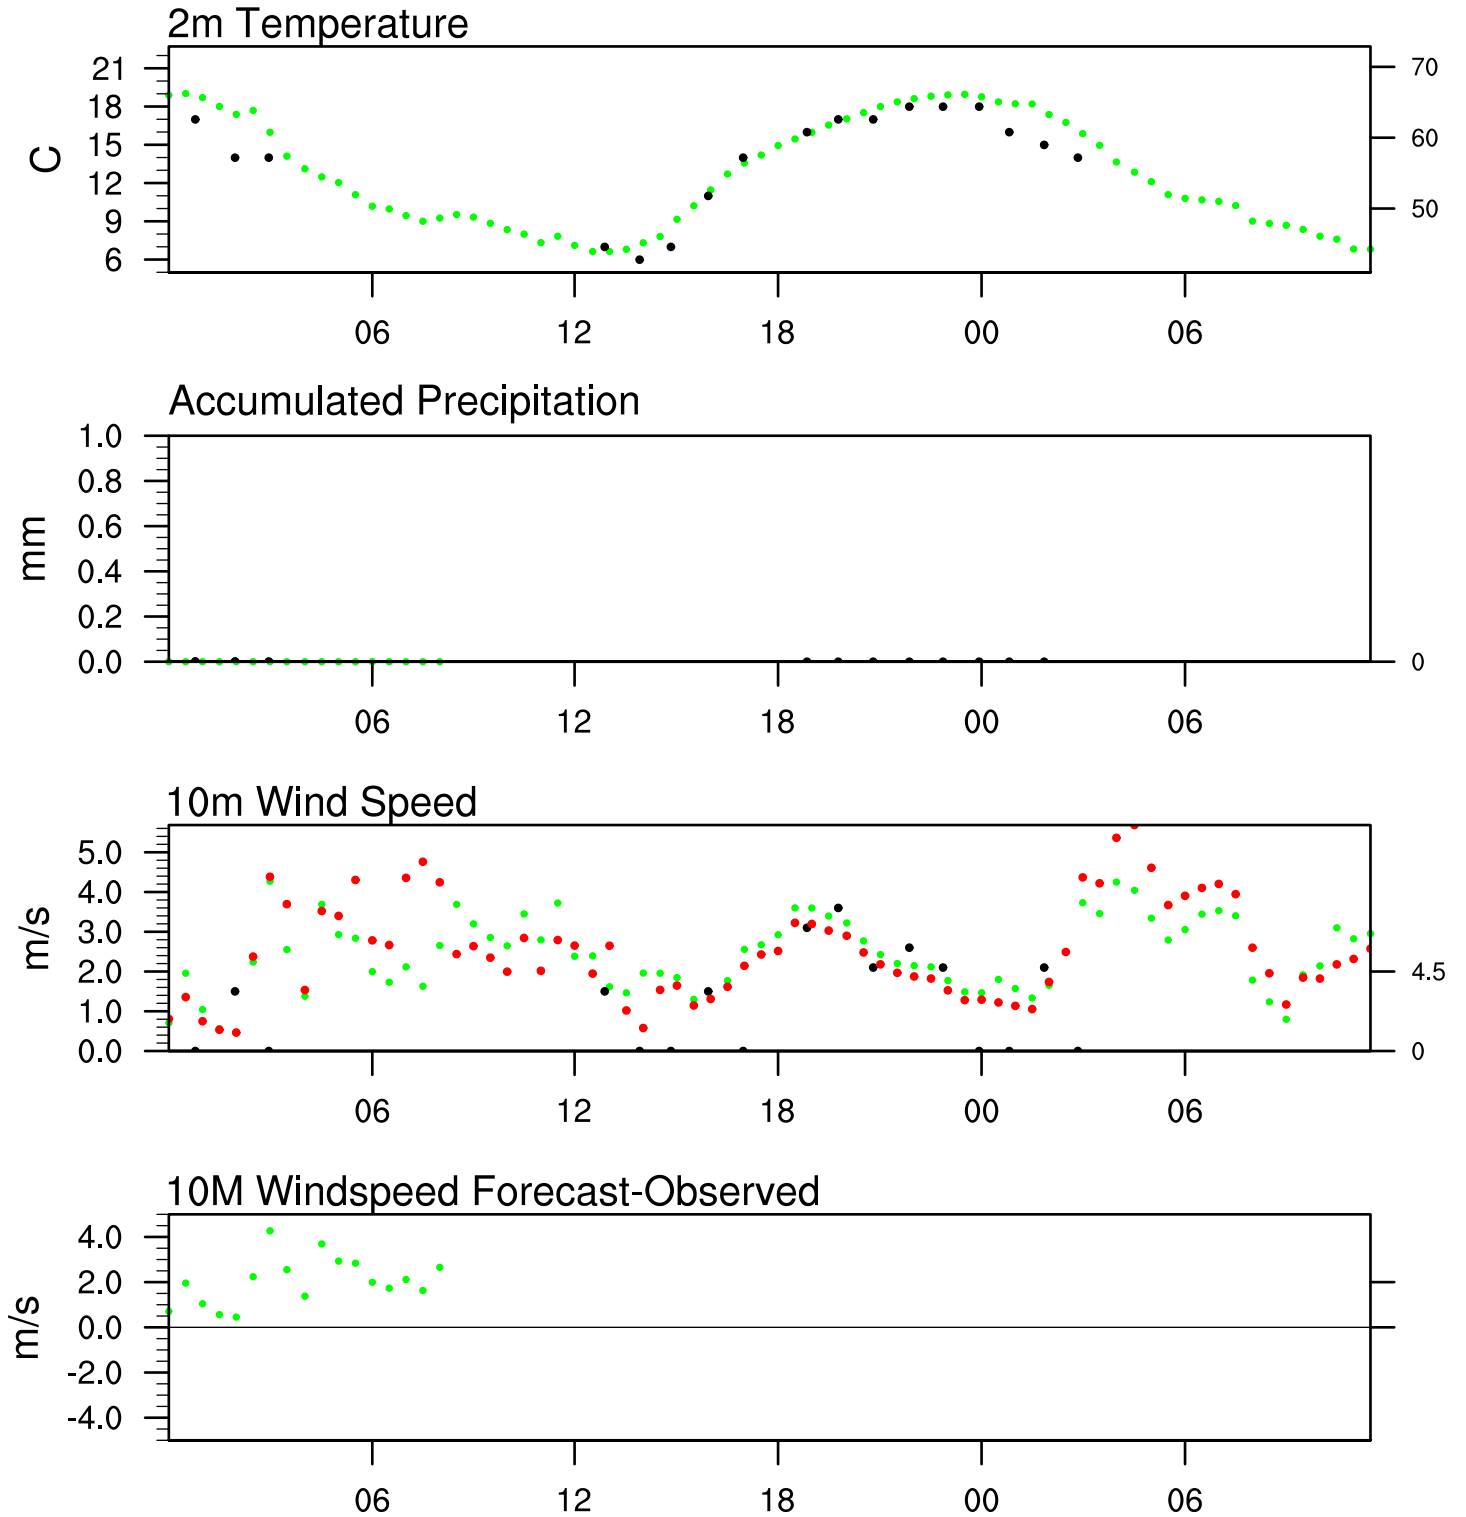 2m Temperature
21
18
15
12
9
6
C
70
60
50
06 12 18 00 06
Accumulated Precipitation
1.0
0.8
0.6
0.4
0.2
0.0
mm
0
06 12 18 00 06
10m Wind Speed
5.0
4.0
3.0
2.0
1.0
0.0
m/s
4.5
0
06 12 18 00 06
10M Windspeed Forecast-Observed
4.0
2.0
0.0
-2.0
-4.0
m/s
06 12 18 00 06